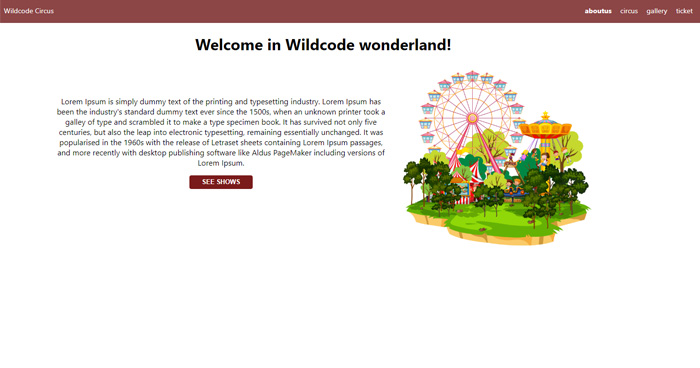 Wildcode Circus
aboutus circus gallery ticket
Welcome in Wildcode wonderland!
Lorem Ipsum is simply dummy text of the printing and typesetting industry. Lorem Ipsum has
been the industry's standard dummy text ever since the 1500s, when an unknown printer took a
galley of type and scrambled it to make a type specimen book. It has survived not only five
centuries, but also the leap into electronic typesetting, remaining essentially unchanged. It was
popularised in the 1960s with the release of Letraset sheets containing Lorem Ipsum passages,
and more recently with desktop publishing software like Aldus PageMaker including versions of
Lorem Ipsum.
SEE SHOWS